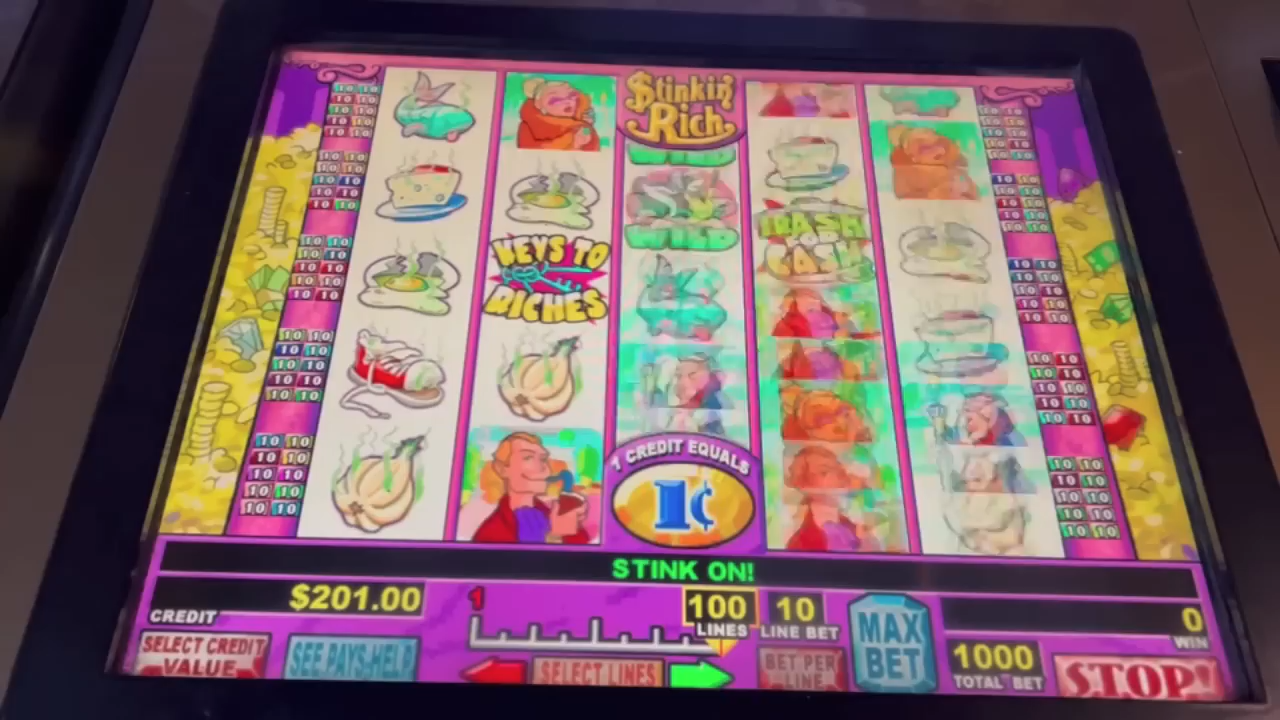 $tinkin
Rich
WILD
WILD
TRASH
CASH
KEYS TO
RICHES
1 CREDIT EQUALS
1¢
STINK ON!
CREDIT
$201.00
1
100
LINES
10
LINE BET
MAX
BET
0
WIN
SELECT CREDIT
VALUE
SEE PAYS-HELP
SELECT LINES
BET PER
LINE
1000
TOTAL BET
STOP!